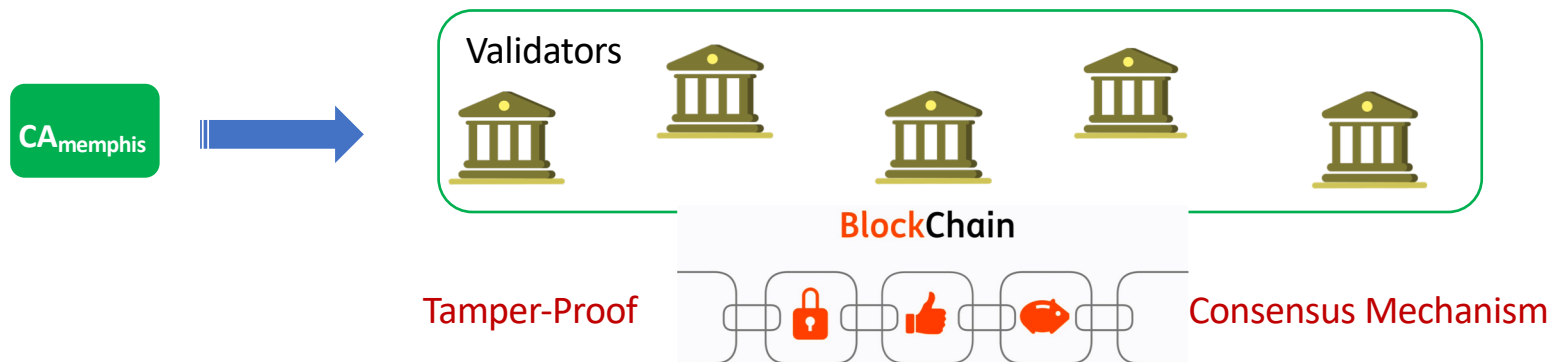 Validators
CAmemphis
BlockChain
Tamper-Proof
Consensus Mechanism